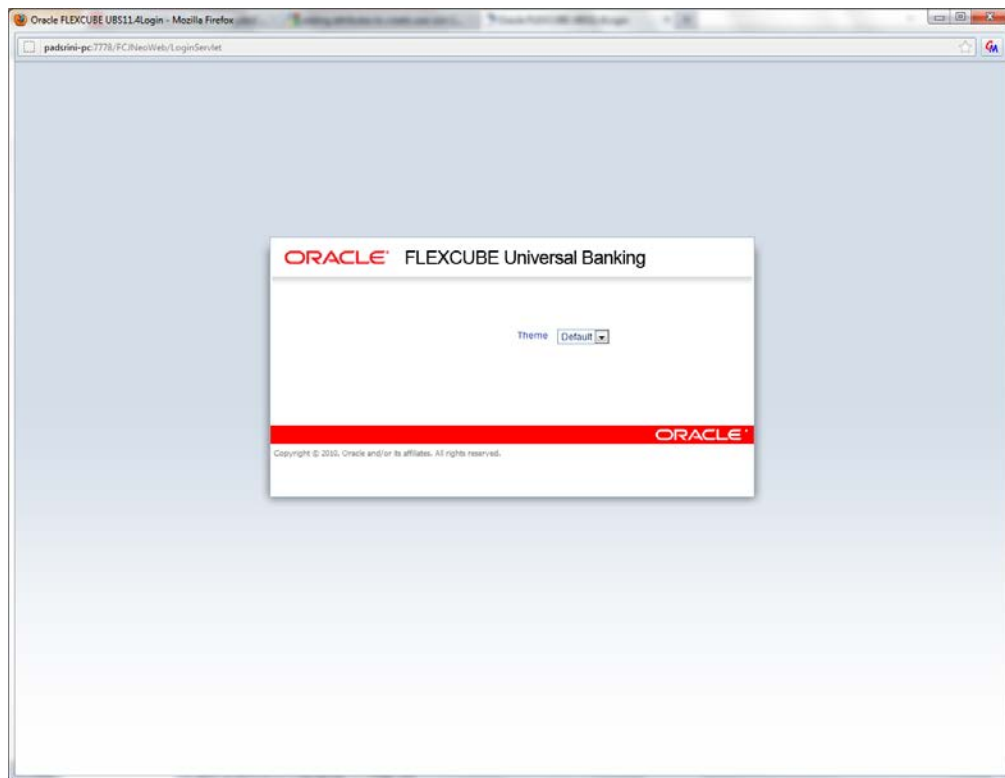 Oracle FLEXCUBE UBS11.4Login - Mozilla Firefox
padsrini-pc:7778/FCJNeoWeb/LoginServlet
ORACLE FLEXCUBE Universal Banking
Theme Default
ORACLE
Copyright © 2010, Oracle and/or its affiliates. All rights reserved.